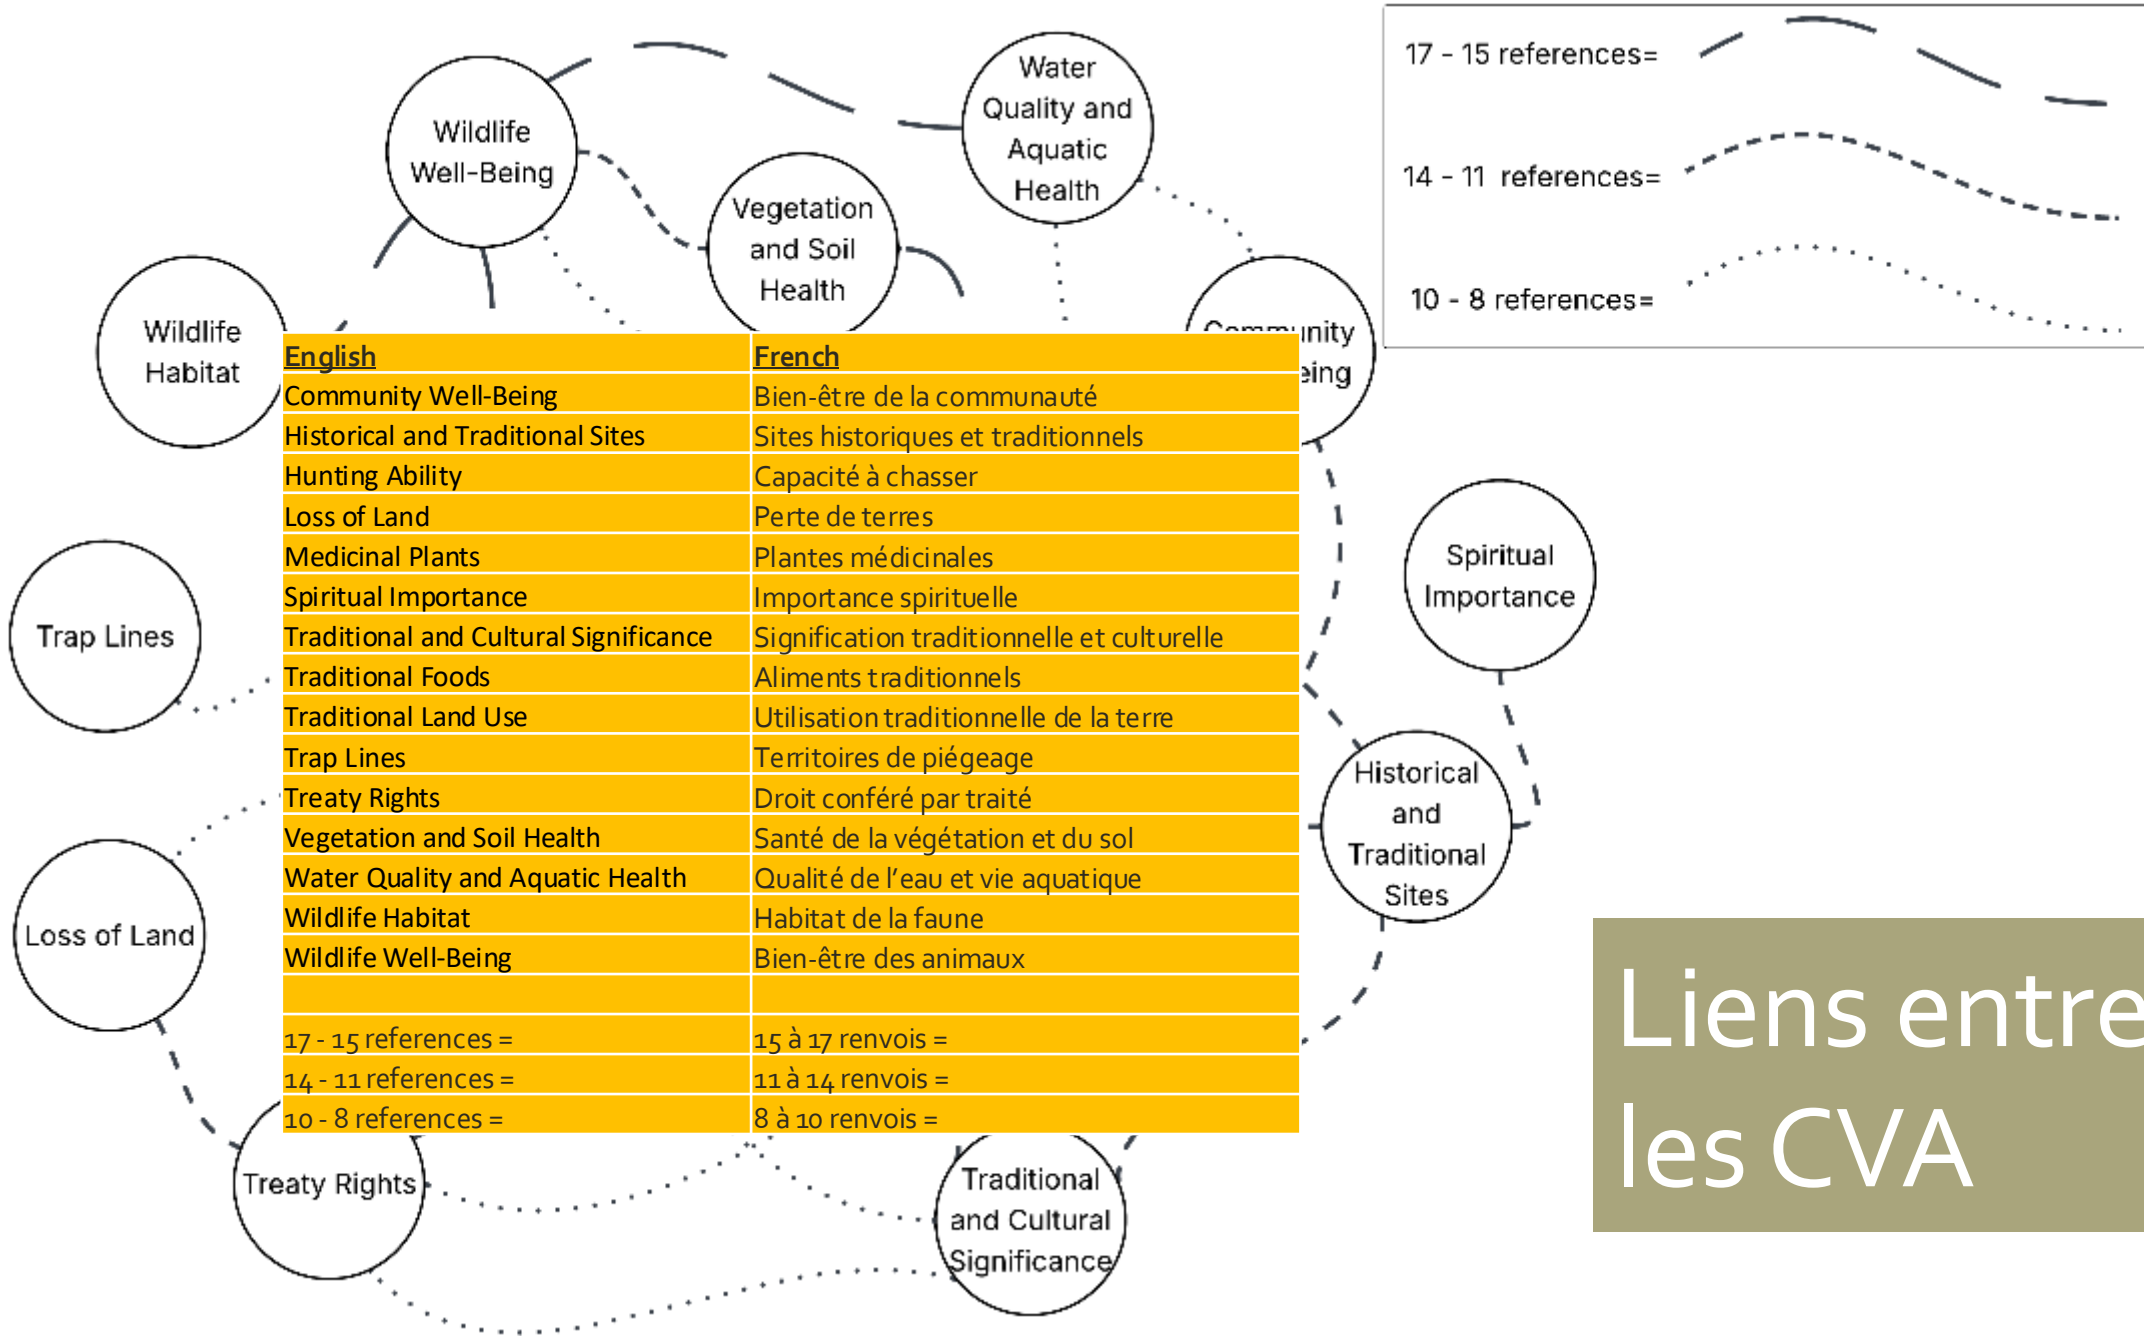 17 - 15 references=
14 - 11 references=
10 - 8 references=
Wildlife
Well-Being
Water
Quality and
Aquatic
Health
Vegetation
and Soil
Health
Wildlife
Habitat
Community
eing
Trap Lines
Spiritual
Importance
Historical
and
Traditional
Sites
Loss of Land
Treaty Rights
Traditional
and Cultural
Significance
English French
Community Well-Being Bien-être de la communauté
Historical and Traditional Sites Sites historiques et traditionnels
Hunting Ability Capacité à chasser
Loss of Land Perte de terres
Medicinal Plants Plantes médicinales
Spiritual Importance Importance spirituelle
Traditional and Cultural Significance Signification traditionnelle et culturelle
Traditional Foods Aliments traditionnels
Traditional Land Use Utilisation traditionnelle de la terre
Trap Lines Territoires de piégeage
Treaty Rights Droit conféré par traité
Vegetation and Soil Health Santé de la végétation et du sol
Water Quality and Aquatic Health Qualité de l’eau et vie aquatique
Wildlife Habitat Habitat de la faune
Wildlife Well-Being Bien-être des animaux
17 - 15 references = 15 à 17 renvois =
14 - 11 references = 11 à 14 renvois =
10 - 8 references = 8 à 10 renvois =
Liens entre
les CVA